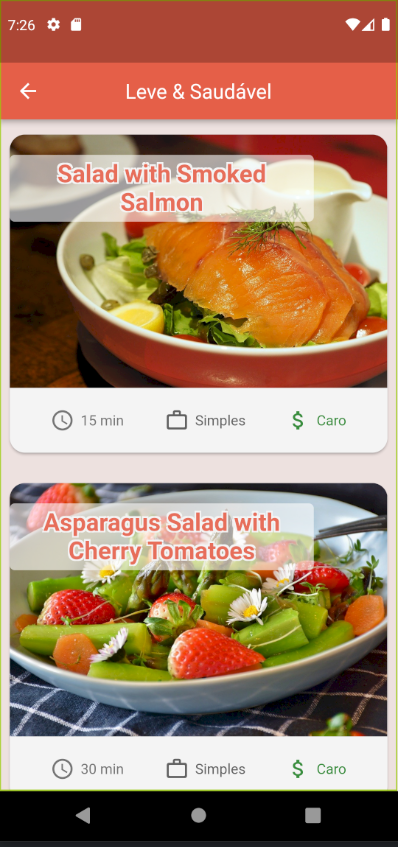 7:26
Leve & Saudável
Salad with Smoked
Salmon
15 min
Simples
$ Caro
Asparagus Salad with
Cherry Tomatoes
30 min
Simples
$ Caro